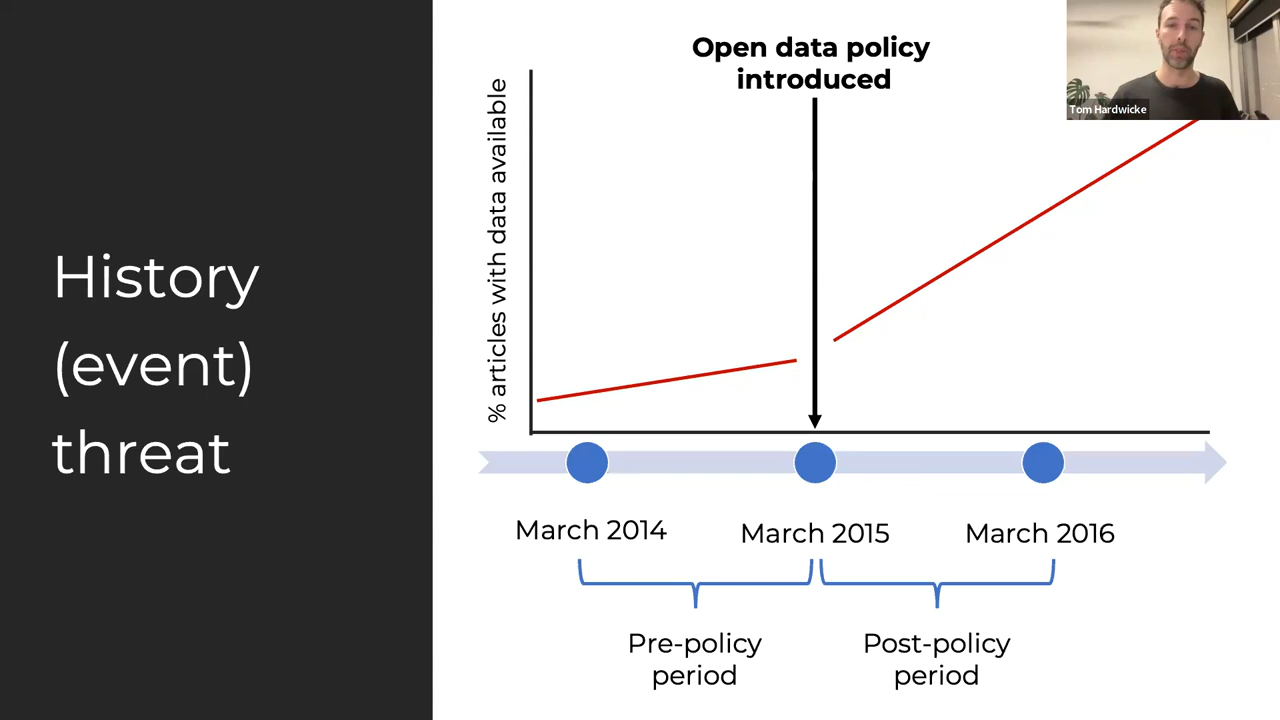 History
(event)
threat
Open data policy
introduced
% articles with data available
March 2014
March 2015
March 2016
Pre-policy
period
Post-policy
period
Tom Hardwicke